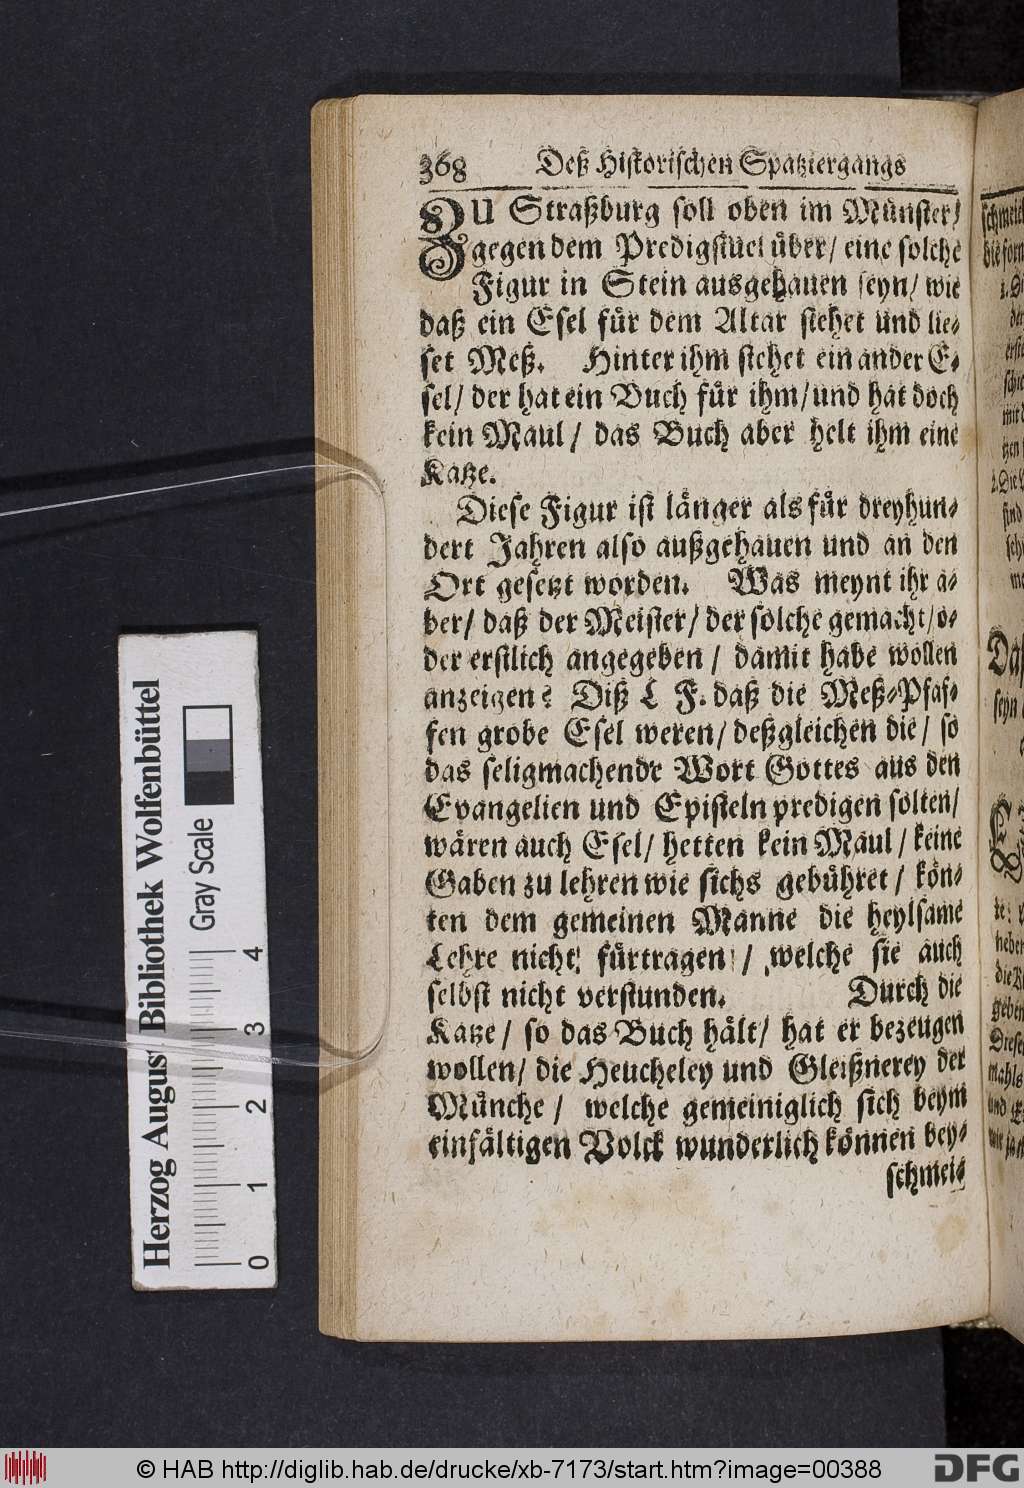 368 Deß Historischen Spatziergangs
ZU Straßburg soll oben im Münster/
gegen dem Predigstuel über/ eine solche
Figur in Stein ausgehauen seyn/ wie
daß ein Esel für dem Altar stehet und lie-
set Meß. Hinter ihm stehet ein ander E-
sel/ der hat ein Buch für ihm/ und hat doch
kein Maul/ das Buch aber helt ihm eine
Katze.
Diese Figur ist länger als für dreyhun-
dert Jahren also außgehauen und an den
Ort gesetzt worden. Was meynt ihr a-
ber/ daß der Meister/ der solche gemacht/ o-
der erstlich angegeben/ damit habe wollen
anzeigen? Diß L F. daß die Meß-Pfaf-
fen grobe Esel weren/ deßgleichen die/ so
das seligmachende Wort Gottes aus den
Evangelien und Episteln predigen solten/
wären auch Esel/ hetten kein Maul/ keine
Gaben zu lehren wie sichs gebühret/ kön-
ten dem gemeinen Manne die heylsame
Lehre nicht fürtragen/ welche sie auch
selbst nicht verstunden. Durch die
Katze/ so das Buch hält/ hat er bezeugen
wollen/ die Heucheley und Gleißnerey der
Münche/ welche gemeiniglich sich beym
einfältigen Volck wunderlich können bey-
schmei-
Herzog August Bibliothek Wolfenbüttel
Gray Scale
0 1 2 3 4
© HAB http://diglib.hab.de/drucke/xb-7173/start.htm?image=00388
DFG